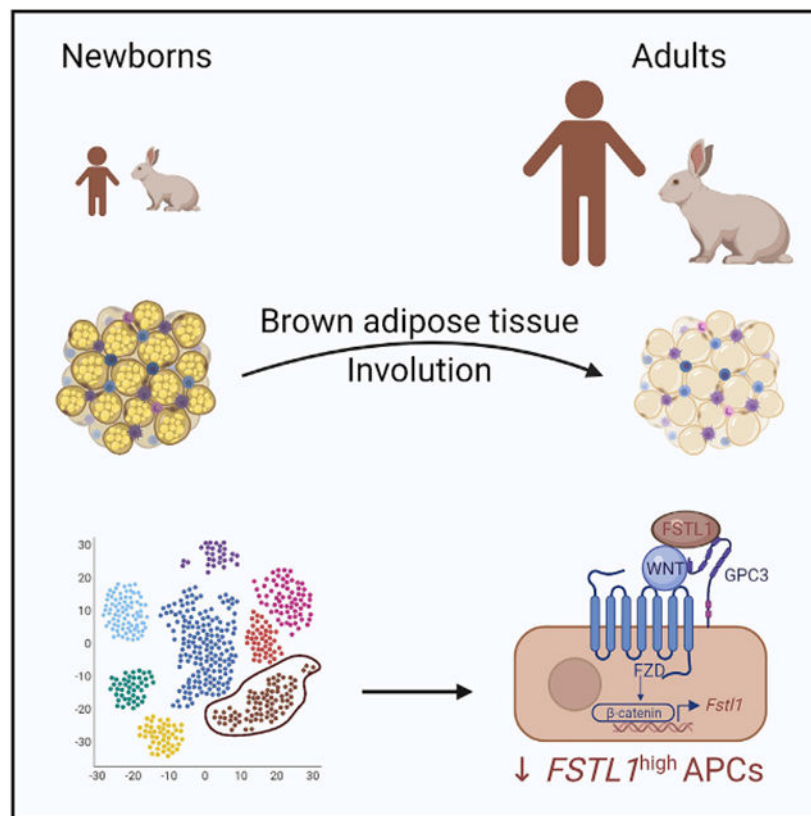 Newborns
Adults
Brown adipose tissue
Involution
30
20
10
0
-10
-20
-30
-30
-20
-10
0
10
20
30
FSTL1
WNT
GPC3
FZD
β-catenin
Fstl1
↓ FSTL1high APCs